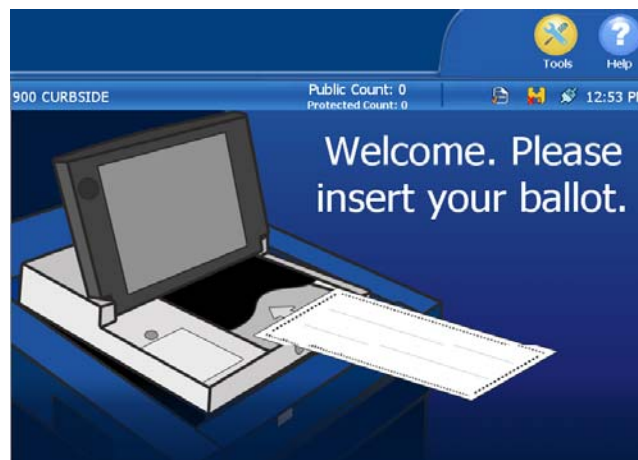 Tools
?
Help
900 CURBSIDE
Public Count: 0
Protected Count: 0
12:53 P
Welcome. Please
insert your ballot.